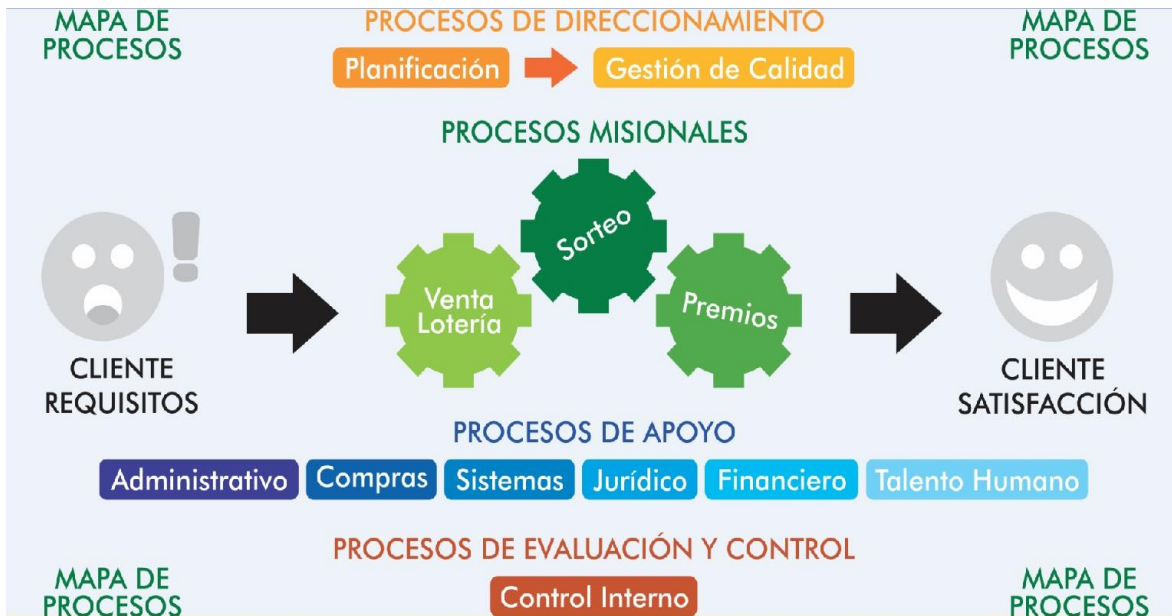 MAPA DE
PROCESOS
PROCESOS DE DIRECCIONAMIENTO
MAPA DE
PROCESOS
Planificación
Gestión de Calidad
PROCESOS MISIONALES
!
Venta
Lotería
Sorteo
Premios
CLIENTE
REQUISITOS
CLIENTE
SATISFACCIÓN
PROCESOS DE APOYO
Administrativo
Compras
Sistemas
Jurídico
Financiero
Talento Humano
PROCESOS DE EVALUACIÓN Y CONTROL
Control Interno
MAPA DE
PROCESOS
MAPA DE
PROCESOS